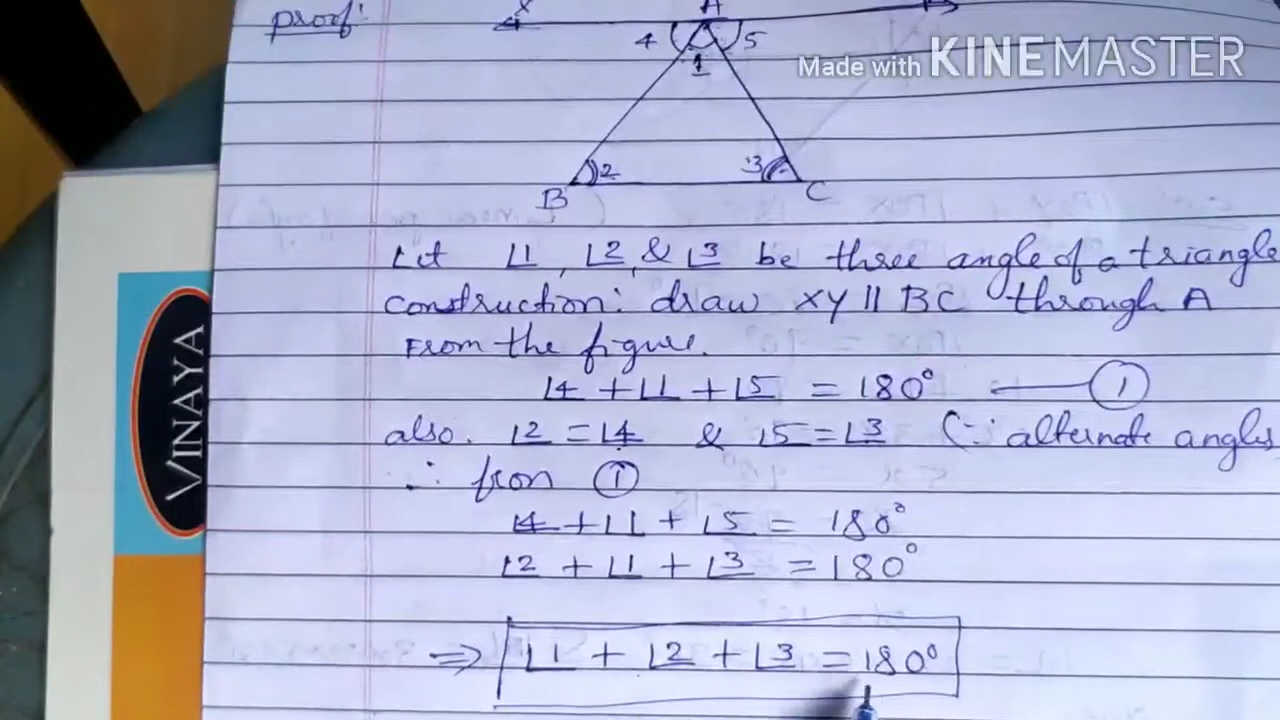 proof:
X A
4 5
1
Made with KINEMASTER
2 3
B C
Let ∠1, ∠2, & ∠3 be three angle of a triangle
construction: draw XY || BC through A
From the figure.
∠4 + ∠1 + ∠5 = 180° — ①
also. ∠2 = ∠4 & ∠5 = ∠3 (∵ alternate angles
∴ fron ①
∠4 + ∠1 + ∠5 = 180°
∠2 + ∠1 + ∠3 = 180°
⇒ ∠1 + ∠2 + ∠3 = 180°
VINAYA